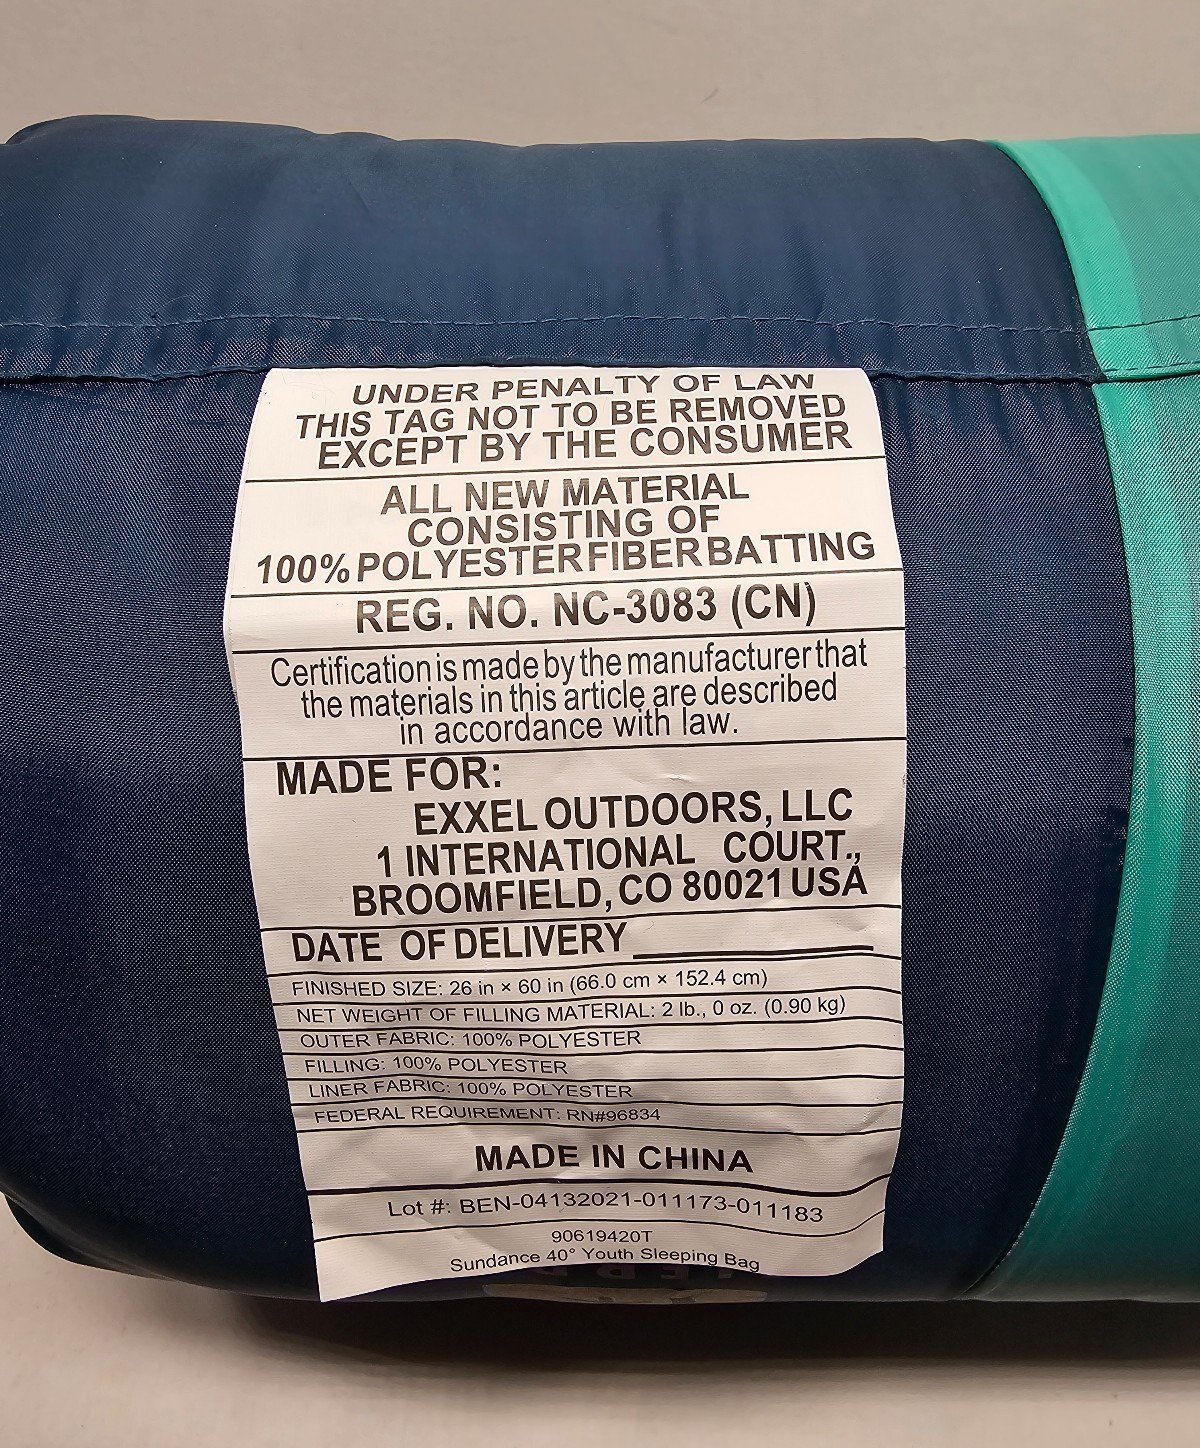 UNDER PENALTY OF LAW
THIS TAG NOT TO BE REMOVED
EXCEPT BY THE CONSUMER
ALL NEW MATERIAL
CONSISTING OF
100% POLYESTER FIBER BATTING
REG. NO. NC-3083 (CN)
Certification is made by the manufacturer that
the materials in this article are described
in accordance with law.
MADE FOR:
EXXEL OUTDOORS, LLC
1 INTERNATIONAL COURT.,
BROOMFIELD, CO 80021 USA
DATE OF DELIVERY
FINISHED SIZE: 26 in × 60 in (66.0 cm × 152.4 cm)
NET WEIGHT OF FILLING MATERIAL: 2 lb., 0 oz. (0.90 kg)
OUTER FABRIC: 100% POLYESTER
FILLING: 100% POLYESTER
LINER FABRIC: 100% POLYESTER
FEDERAL REQUIREMENT: RN#96834
MADE IN CHINA
Lot #: BEN-04132021-011173-011183
90619420T
Sundance 40° Youth Sleeping Bag